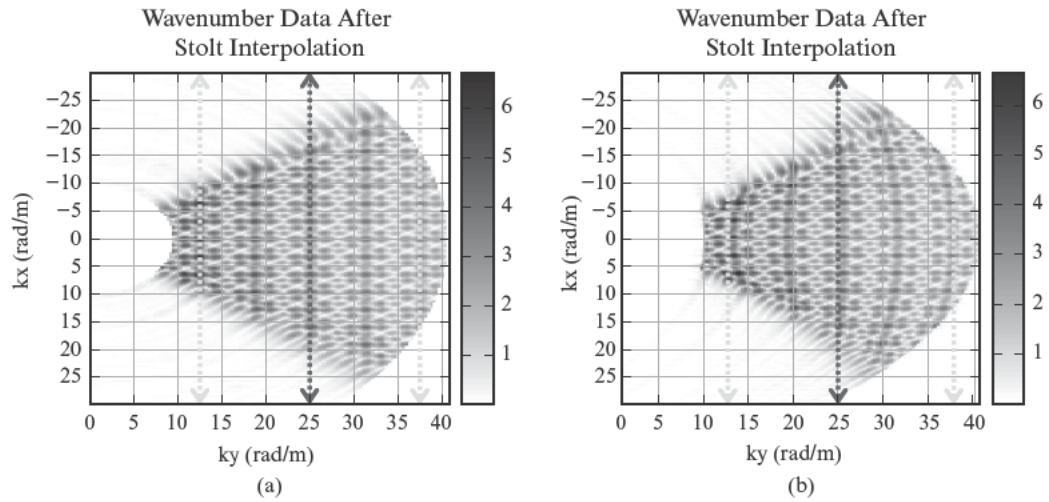 Wavenumber Data After
Stolt Interpolation
−25
−20
−15
−10
−5
0
5
10
15
20
25
kx (rad/m)
0 5 10 15 20 25 30 35 40
ky (rad/m)
6
5
4
3
2
1
(a)
Wavenumber Data After
Stolt Interpolation
−25
−20
−15
−10
−5
0
5
10
15
20
25
kx (rad/m)
0 5 10 15 20 25 30 35 40
ky (rad/m)
6
5
4
3
2
1
(b)